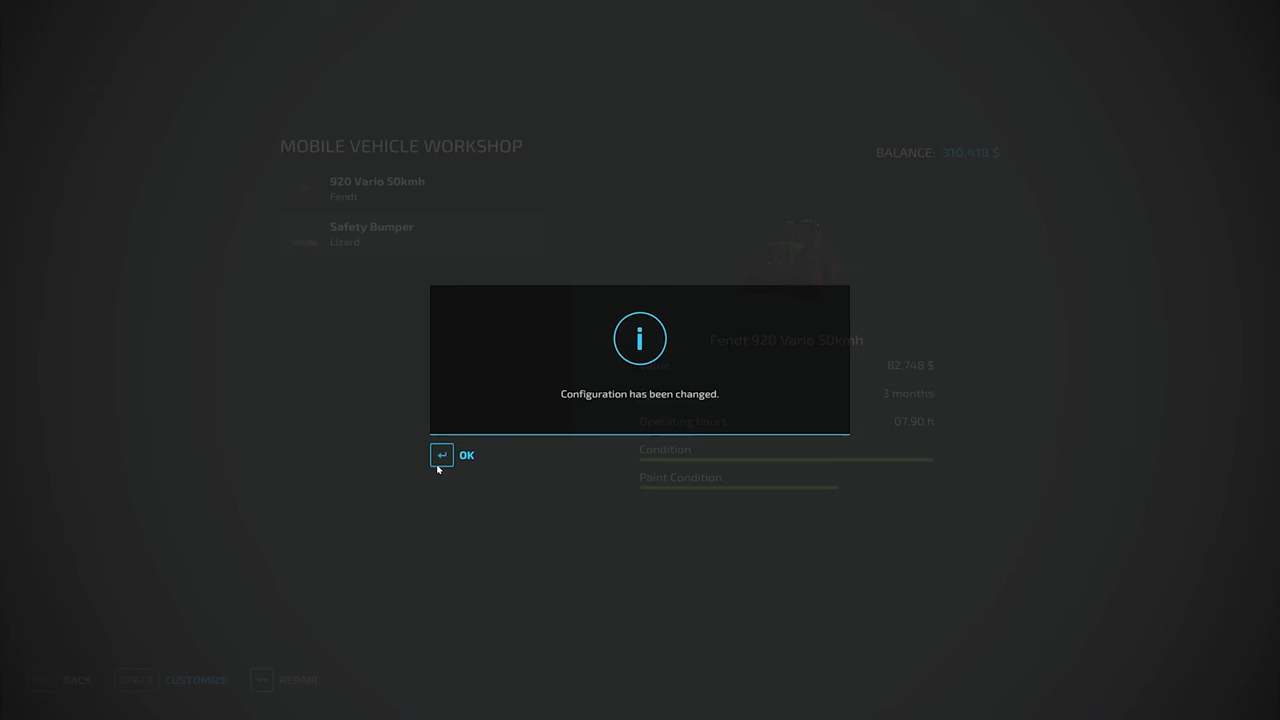 MOBILE VEHICLE WORKSHOP
BALANCE: 310,418 $
920 Vario 50kmh
Fendt
Safety Bumper
Lizard
i
Configuration has been changed.
Fendt 920 Vario 50kmh
Value 82,748 $
3 months
Operating hours 07.90 h
Condition
Paint Condition
OK
BACK
CUSTOMIZE
REPAIR